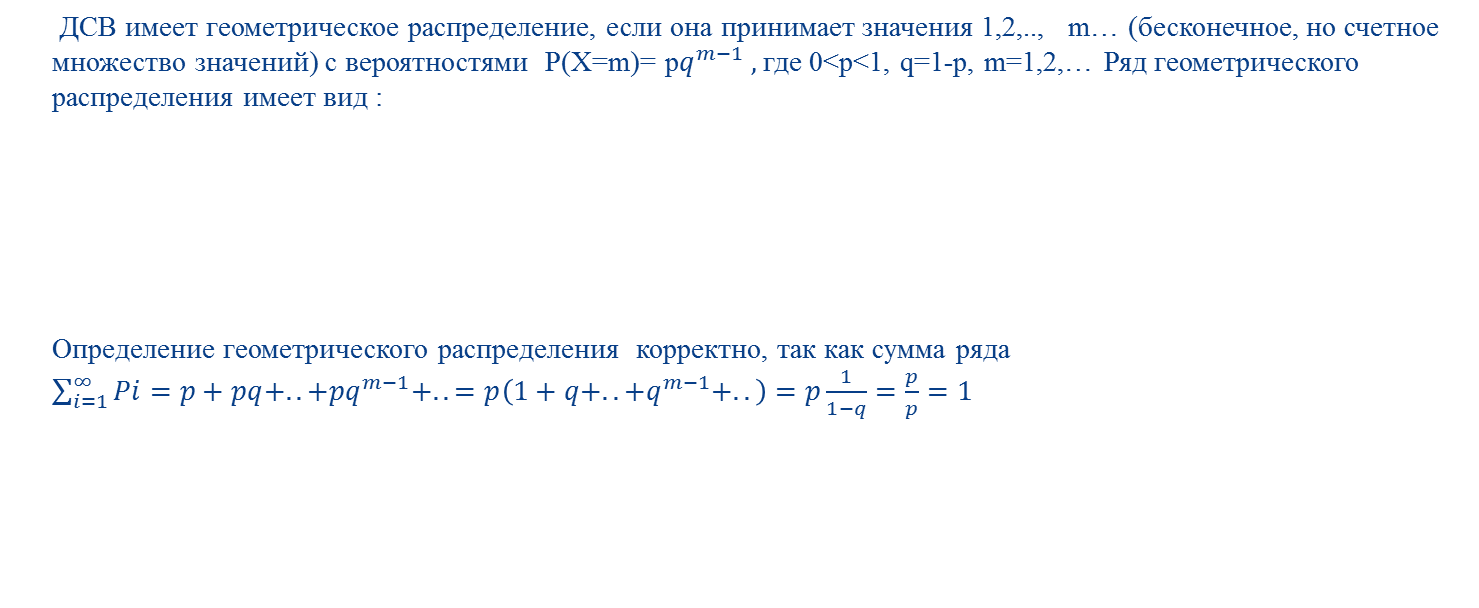 ДСВ имеет геометрическое распределение, если она принимает значения 1,2,.., m… (бесконечное, но счетное
множество значений) с вероятностями P(X=m)= p𝑞^{𝑚−1} , где 0<p<1, q=1-p, m=1,2,… Ряд геометрического
распределения имеет вид :
Определение геометрического распределения корректно, так как сумма ряда
∑_{𝑖=1}^{∞} 𝑃𝑖 = 𝑝 + 𝑝𝑞+. . +𝑝𝑞^{𝑚−1}+. . = 𝑝(1 + 𝑞+. . +𝑞^{𝑚−1}+. . ) = 𝑝 \frac{1}{1−𝑞} = \frac{𝑝}{𝑝} = 1